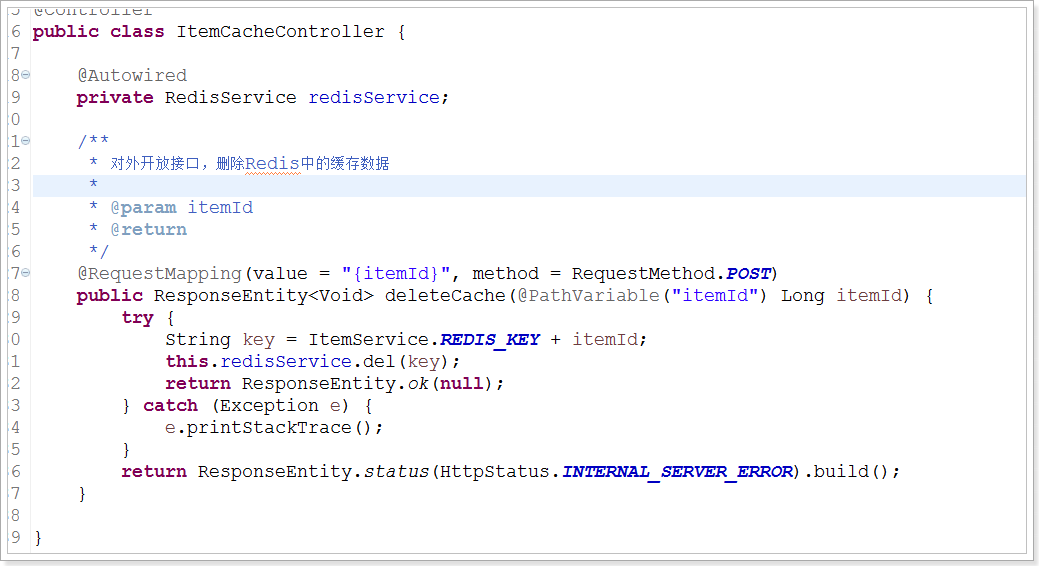 5 @Controller
6 public class ItemCacheController {
7
8 @Autowired
9 private RedisService redisService;
0
1 /**
2 * 对外开放接口，删除Redis中的缓存数据
3 *
4 * @param itemId
5 * @return
6 */
7 @RequestMapping(value = "{itemId}", method = RequestMethod.POST)
8 public ResponseEntity<Void> deleteCache(@PathVariable("itemId") Long itemId) {
9 try {
0 String key = ItemService.REDIS_KEY + itemId;
1 this.redisService.del(key);
2 return ResponseEntity.ok(null);
3 } catch (Exception e) {
4 e.printStackTrace();
5 }
6 return ResponseEntity.status(HttpStatus.INTERNAL_SERVER_ERROR).build();
7 }
8
9 }